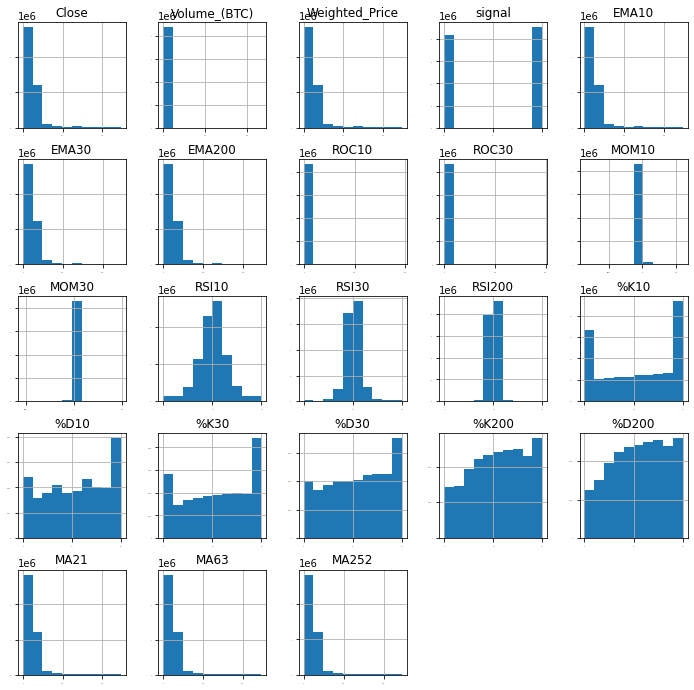 Close Volume_(BTC) Weighted_Price signal EMA10
1e6 1e6 1e6 1e6 1e6
EMA30 EMA200 ROC10 ROC30 MOM10
1e6 1e6 1e6 1e6 1e6
MOM30 RSI10 RSI30 RSI200 %K10
1e6 1e6 1e6 1e6 1e6
%D10 %K30 %D30 %K200 %D200
MA21 MA63 MA252
1e6 1e6 1e6